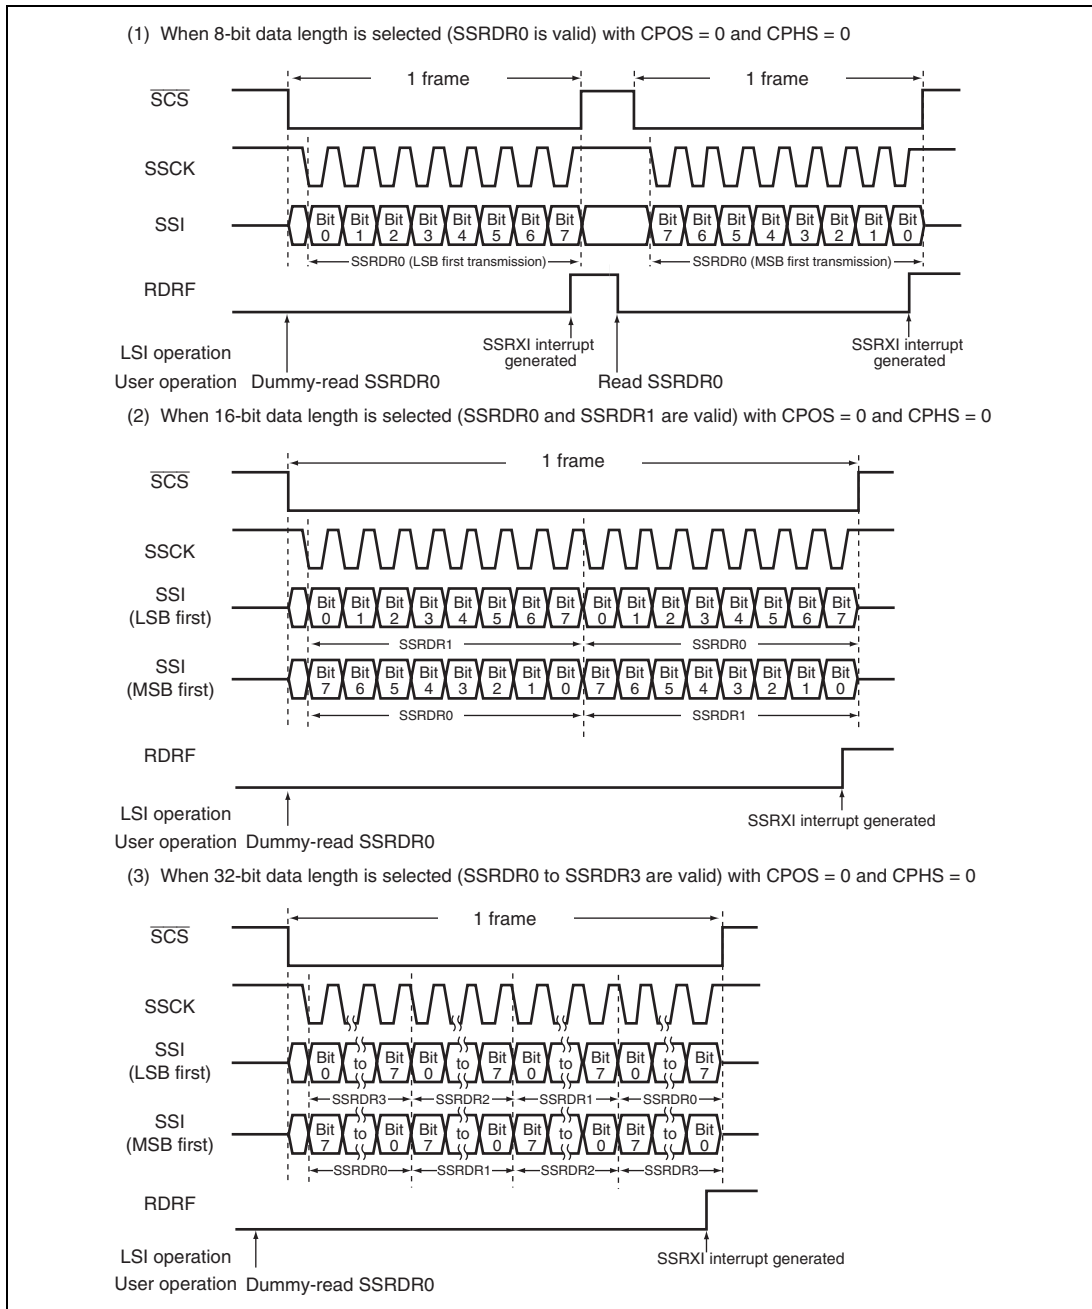 (1) When 8-bit data length is selected (SSRDR0 is valid) with CPOS = 0 and CPHS = 0
1 frame 1 frame
SCS
SSCK
SSI Bit 0 Bit 1 Bit 2 Bit 3 Bit 4 Bit 5 Bit 6 Bit 7 Bit 7 Bit 6 Bit 5 Bit 4 Bit 3 Bit 2 Bit 1 Bit 0
SSRDR0 (LSB first transmission) SSRDR0 (MSB first transmission)
RDRF
LSI operation SSRXI interrupt generated SSRXI interrupt generated
User operation Dummy-read SSRDR0 Read SSRDR0
(2) When 16-bit data length is selected (SSRDR0 and SSRDR1 are valid) with CPOS = 0 and CPHS = 0
1 frame
SCS
SSCK
SSI (LSB first) Bit 0 Bit 1 Bit 2 Bit 3 Bit 4 Bit 5 Bit 6 Bit 7 Bit 0 Bit 1 Bit 2 Bit 3 Bit 4 Bit 5 Bit 6 Bit 7
SSRDR1 SSRDR0
SSI (MSB first) Bit 7 Bit 6 Bit 5 Bit 4 Bit 3 Bit 2 Bit 1 Bit 0 Bit 7 Bit 6 Bit 5 Bit 4 Bit 3 Bit 2 Bit 1 Bit 0
SSRDR0 SSRDR1
RDRF
LSI operation SSRXI interrupt generated
User operation Dummy-read SSRDR0
(3) When 32-bit data length is selected (SSRDR0 to SSRDR3 are valid) with CPOS = 0 and CPHS = 0
1 frame
SCS
SSCK
SSI (LSB first) Bit 0 to Bit 7 Bit 0 to Bit 7 Bit 0 to Bit 7 Bit 0 to Bit 7
SSRDR3 SSRDR2 SSRDR1 SSRDR0
SSI (MSB first) Bit 7 to Bit 0 Bit 7 to Bit 0 Bit 7 to Bit 0 Bit 7 to Bit 0
SSRDR0 SSRDR1 SSRDR2 SSRDR3
RDRF
LSI operation SSRXI interrupt generated
User operation Dummy-read SSRDR0